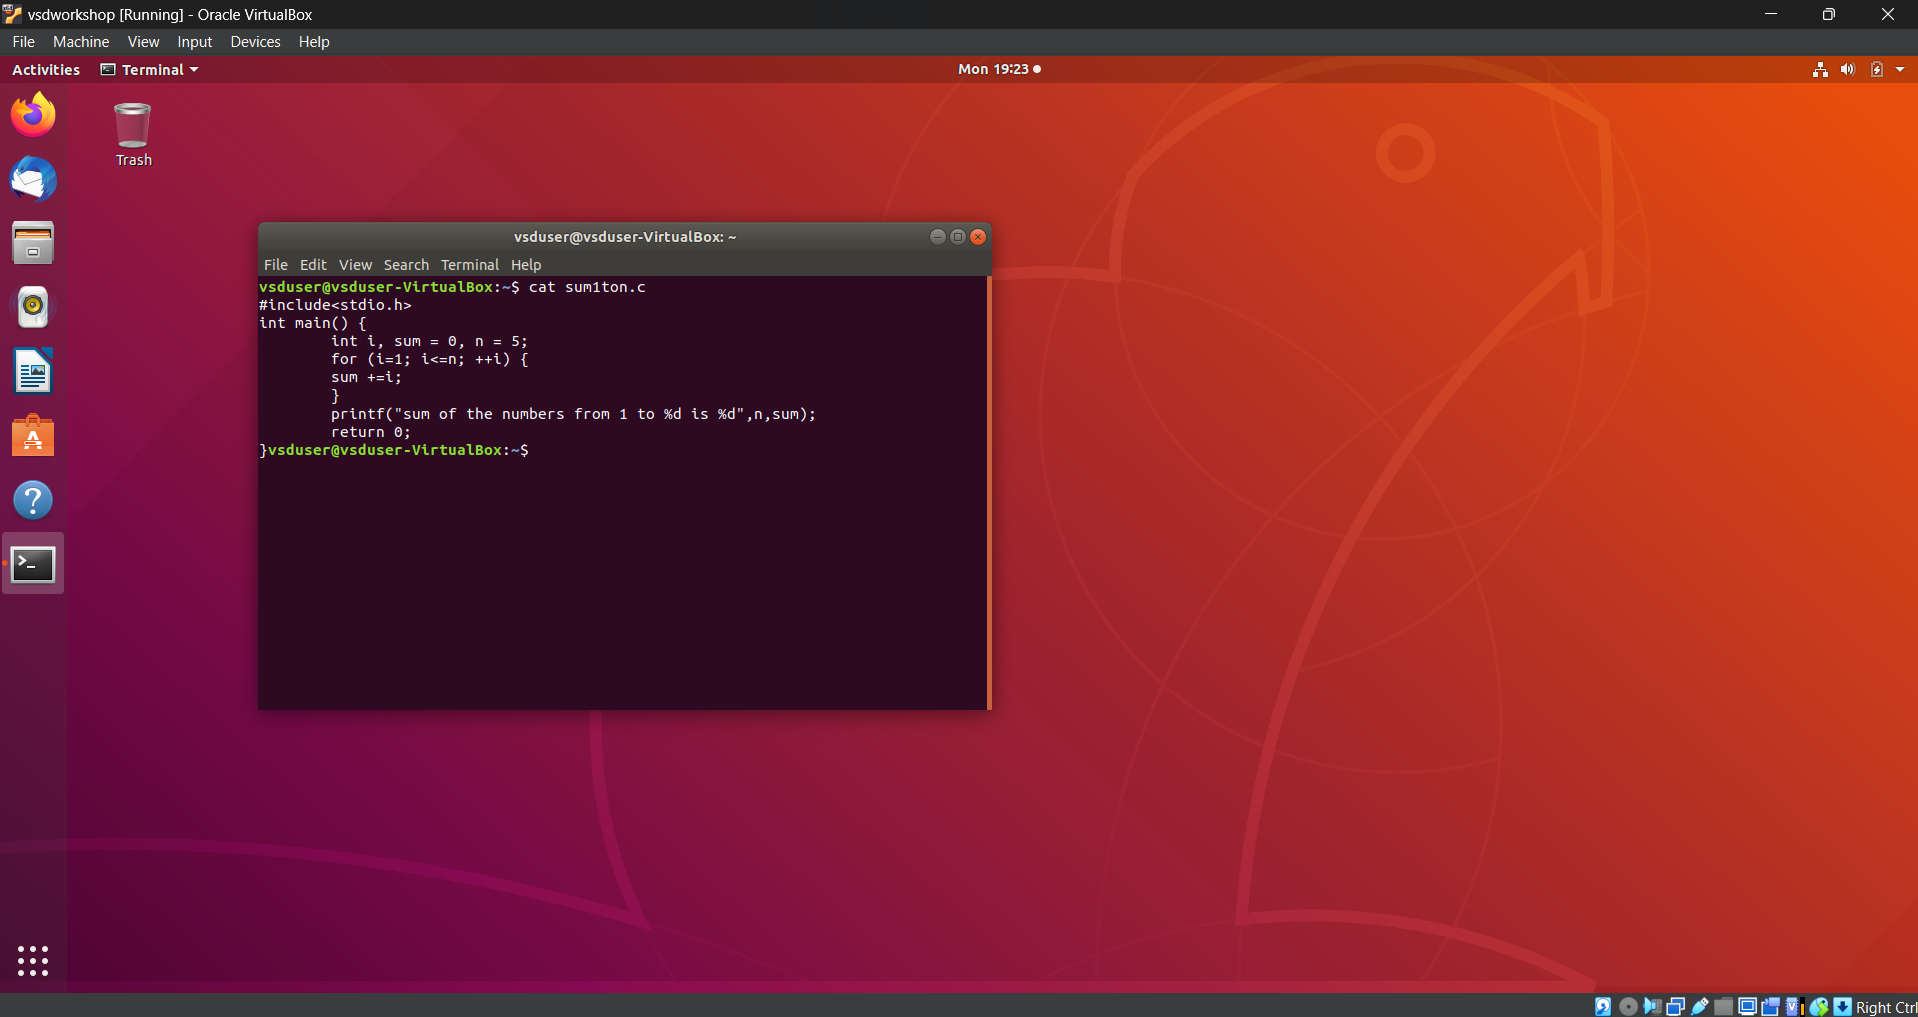 vsdworkshop [Running] - Oracle VirtualBox
File Machine View Input Devices Help
Activities Terminal Mon 19:23
Trash
vsduser@vsduser-VirtualBox: ~
File Edit View Search Terminal Help
vsduser@vsduser-VirtualBox:~$ cat sum1ton.c
#include<stdio.h>
int main() {
        int i, sum = 0, n = 5;
        for (i=1; i<=n; ++i) {
        sum +=i;
        }
        printf("sum of the numbers from 1 to %d is %d",n,sum);
        return 0;
}vsduser@vsduser-VirtualBox:~$
Right Ctrl